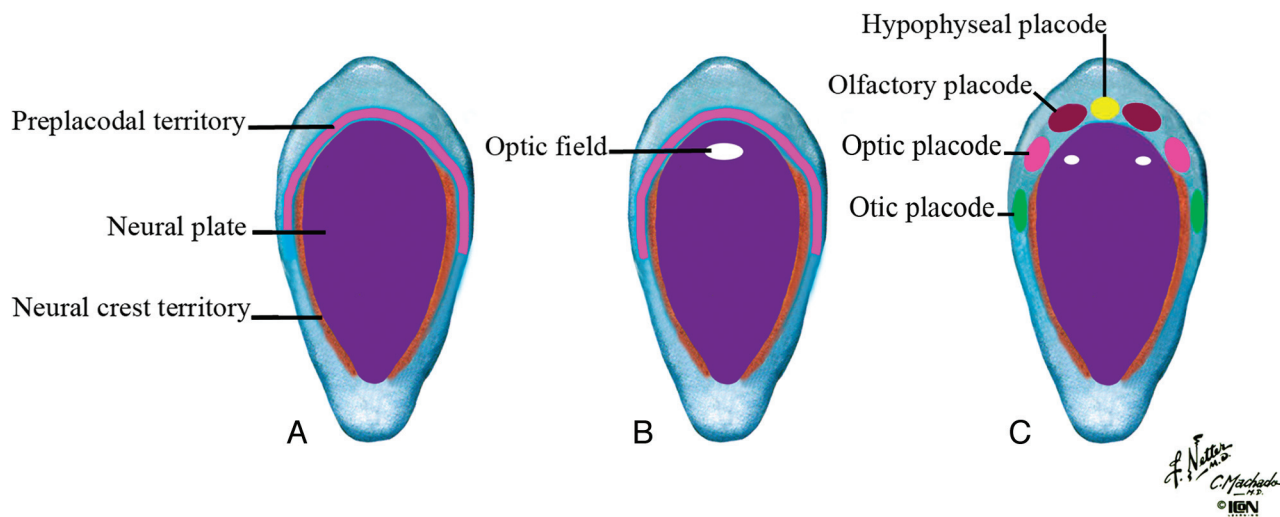 Preplacodal territory
Neural plate
Neural crest territory
A
Optic field
B
Hypophyseal placode
Olfactory placode
Optic placode
Otic placode
C
F. Netter
M.D.
C. Machado
M.D.
© ICON